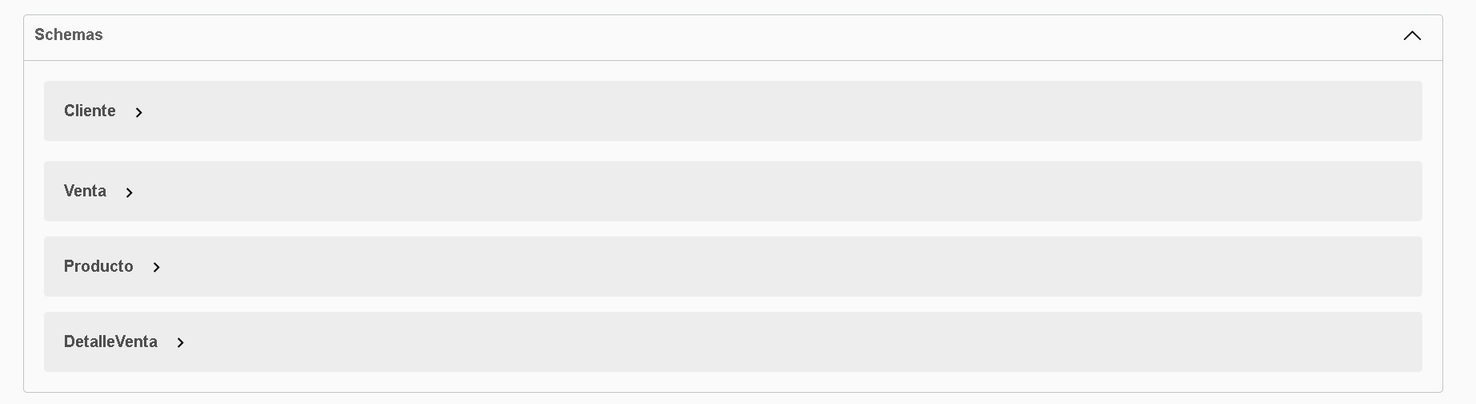 Schemas
Cliente
Venta
Producto
DetalleVenta